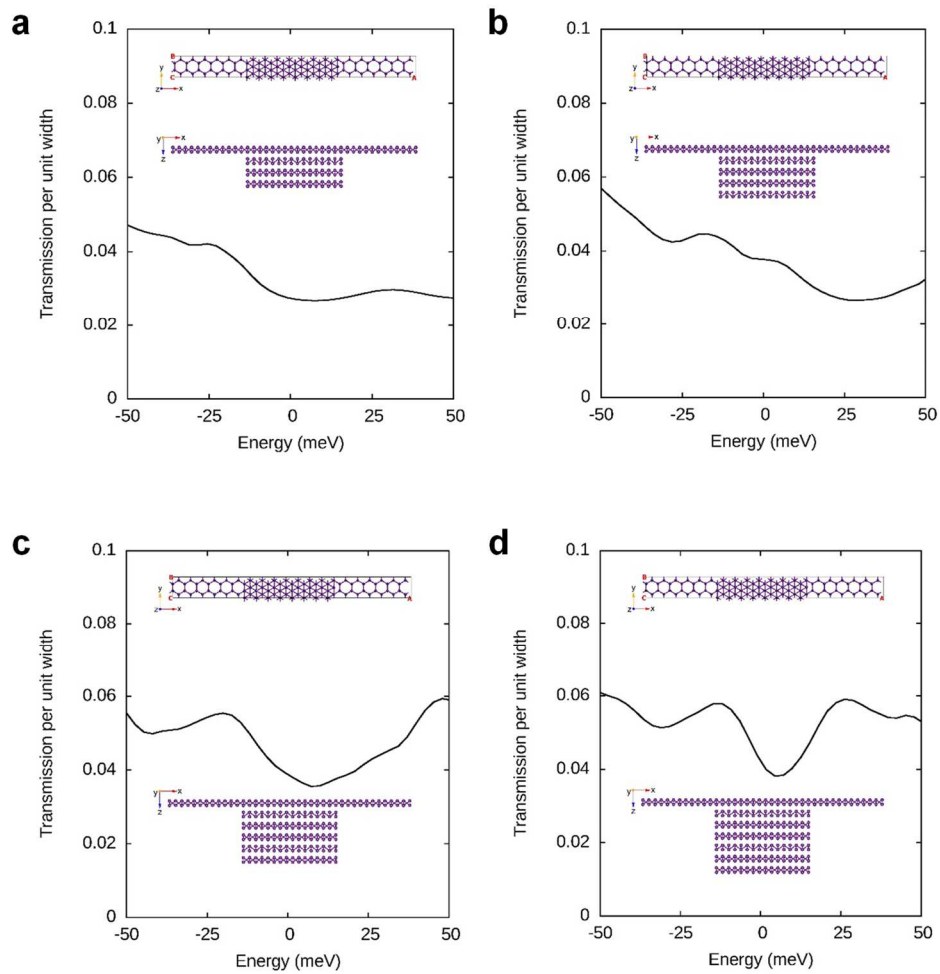 a
b
0.1
0.08
0.06
0.04
0.02
0
-50
-25
0
25
50
Transmission per unit width
Energy (meV)
B
C
A
y
z
x
y
x
z
0.1
0.08
0.06
0.04
0.02
0
-50
-25
0
25
50
Transmission per unit width
Energy (meV)
B
C
A
y
z
x
y
x
z
c
d
0.1
0.08
0.06
0.04
0.02
0
-50
-25
0
25
50
Transmission per unit width
Energy (meV)
B
C
A
y
z
x
y
x
z
0.1
0.08
0.06
0.04
0.02
0
-50
-25
0
25
50
Transmission per unit width
Energy (meV)
B
C
A
y
z
x
y
x
z